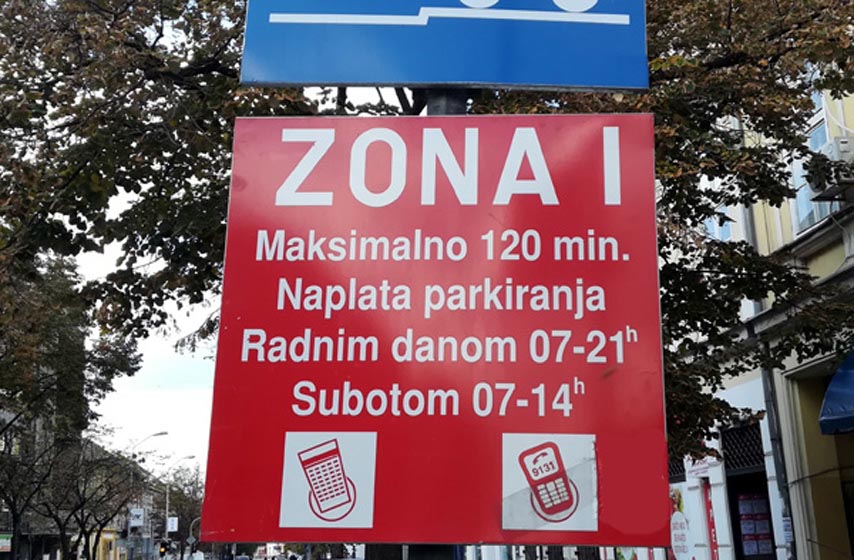 ZONA I
Maksimalno 120 min.
Naplata parkiranja
Radnim danom 07-21h
Subotom 07-14h
9131